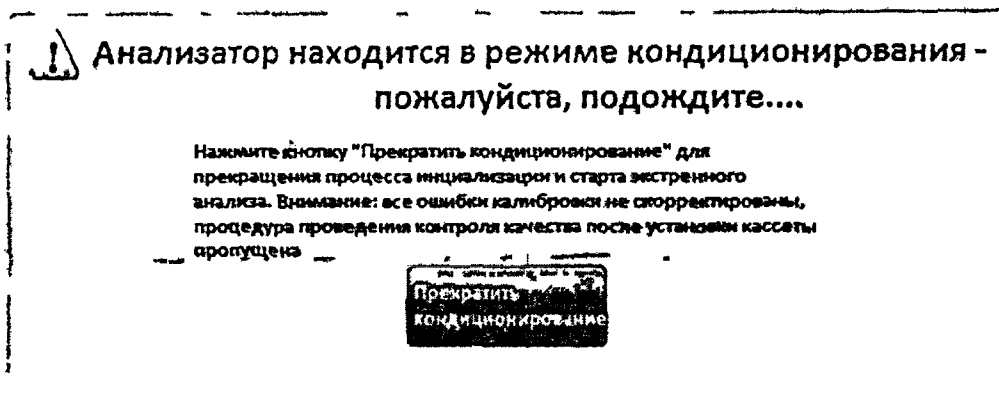 Анализатор находится в режиме кондиционирования -
пожалуйста, подождите....
Нажмите кнопку "Прекратить кондиционирование" для
прекращения процесса инциализации и старта экстренного
анализа. Внимание: все ошибки калибровки не скорректированы,
процедура проведения контроля качества после установки кассеты
пропущена
Прекратить
кондиционирование